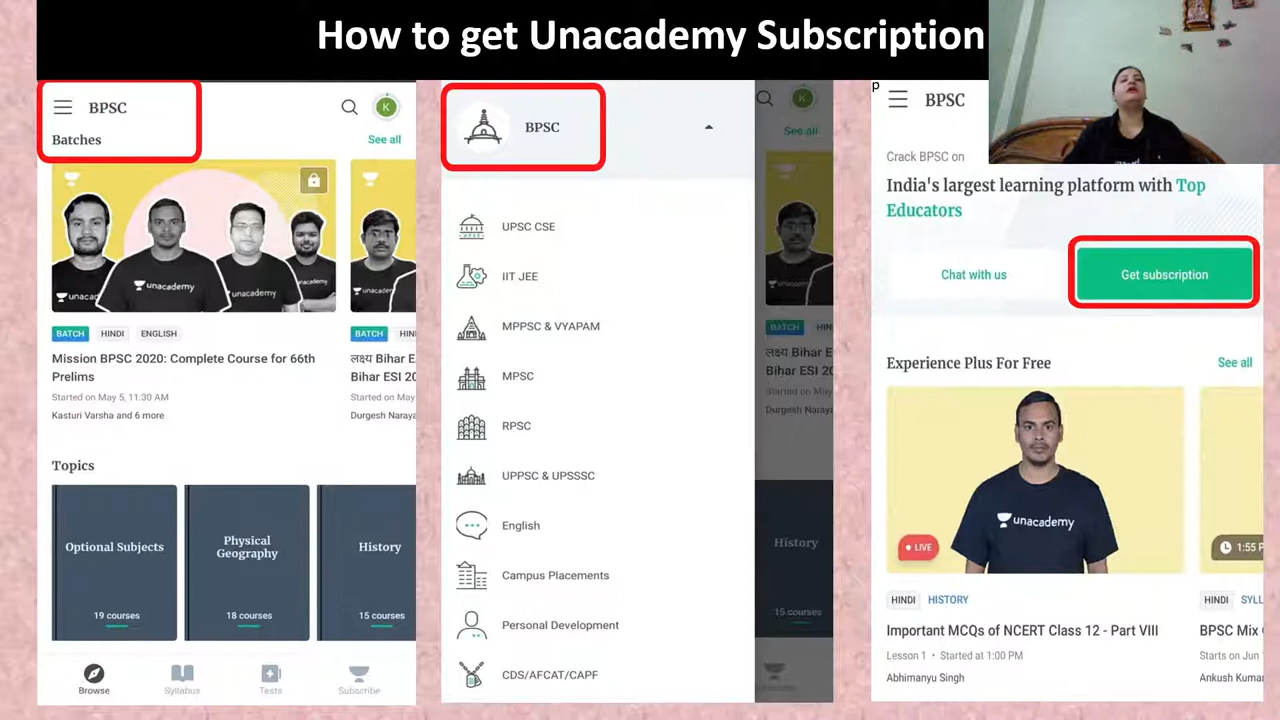 How to get Unacademy Subscription
BPSC
K
Batches
See all
unacademy
unacademy
BATCH
HINDI
ENGLISH
BATCH
Mission BPSC 2020: Complete Course for 66th
Prelims
Started on May 5, 11:30 AM
Kasturi Varsha and 6 more
लक्ष्य Bihar E
Bihar ESI 20
Started on May
Durgesh Naraya
Topics
Optional Subjects
19 courses
Physical
Geography
18 courses
History
15 courses
Browse
Syllabus
Tests
Subscribe
BPSC
UPSC CSE
IIT JEE
MPPSC & VYAPAM
MPSC
RPSC
UPPSC & UPSSSC
English
Campus Placements
Personal Development
CDS/AFCAT/CAPF
K
See all
BATCH
HIN
लक्ष्य Bihar E
Bihar ESI 20
Durgesh Naraya
History
15 courses
p
BPSC
Crack BPSC on
India's largest learning platform with Top
Educators
Chat with us
Get subscription
Experience Plus For Free
See all
unacademy
LIVE
1:55 P
HINDI
HISTORY
Important MCQs of NCERT Class 12 - Part VIII
Lesson 1 • Started at 1:00 PM
Abhimanyu Singh
HINDI
SYLL
BPSC Mix
Starts on Jun
Ankush Kumar